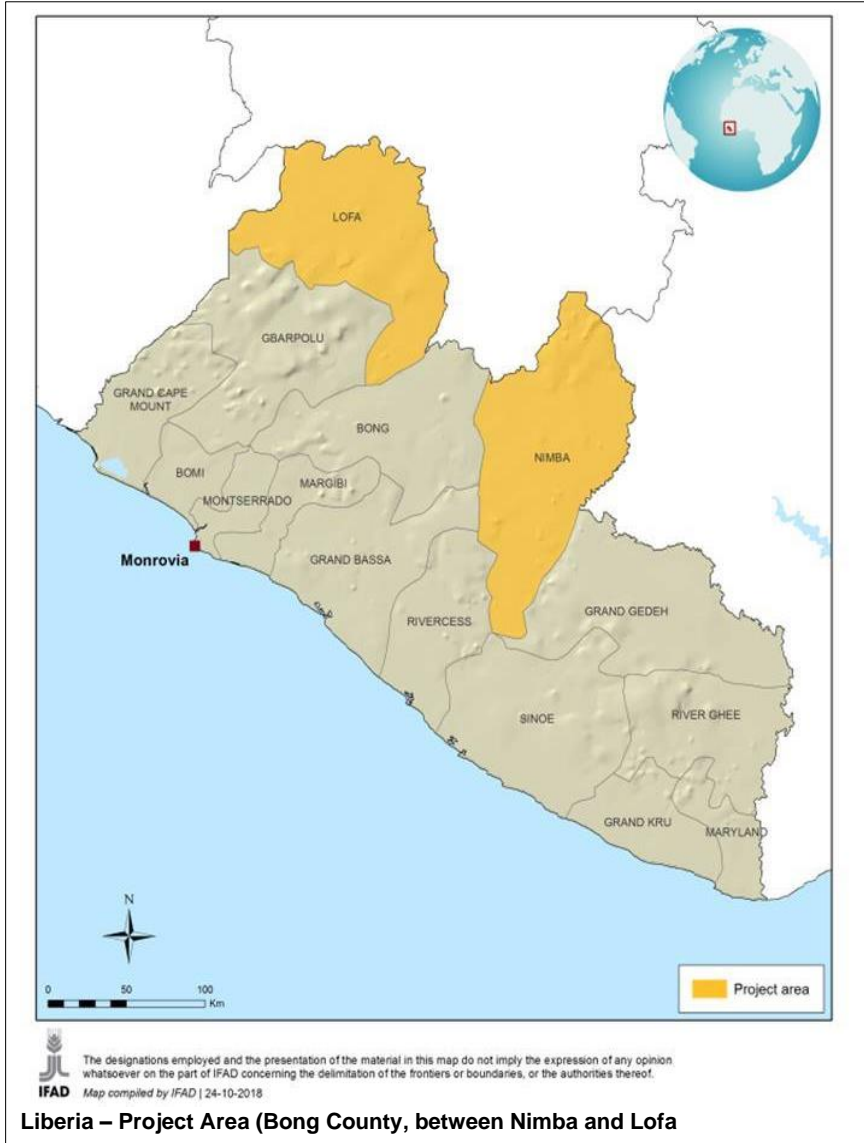 LOFA
GBARPOLU
GRAND CAPE
MOUNT
BONG
NIMBA
BOMI
MARGIBI
MONTSERRADO
Monrovia
GRAND BASSA
RIVERCESS
GRAND GEDEH
SINOE
RIVER GHEE
GRAND KRU
MARYLAND
N
0 50 100
Km
Project area
The designations employed and the presentation of the material in this map do not imply the expression of any opinion
whatsoever on the part of IFAD concerning the delimitation of the frontiers or boundaries, or the authorities thereof.
IFAD Map compiled by IFAD | 24-10-2018
Liberia – Project Area (Bong County, between Nimba and Lofa